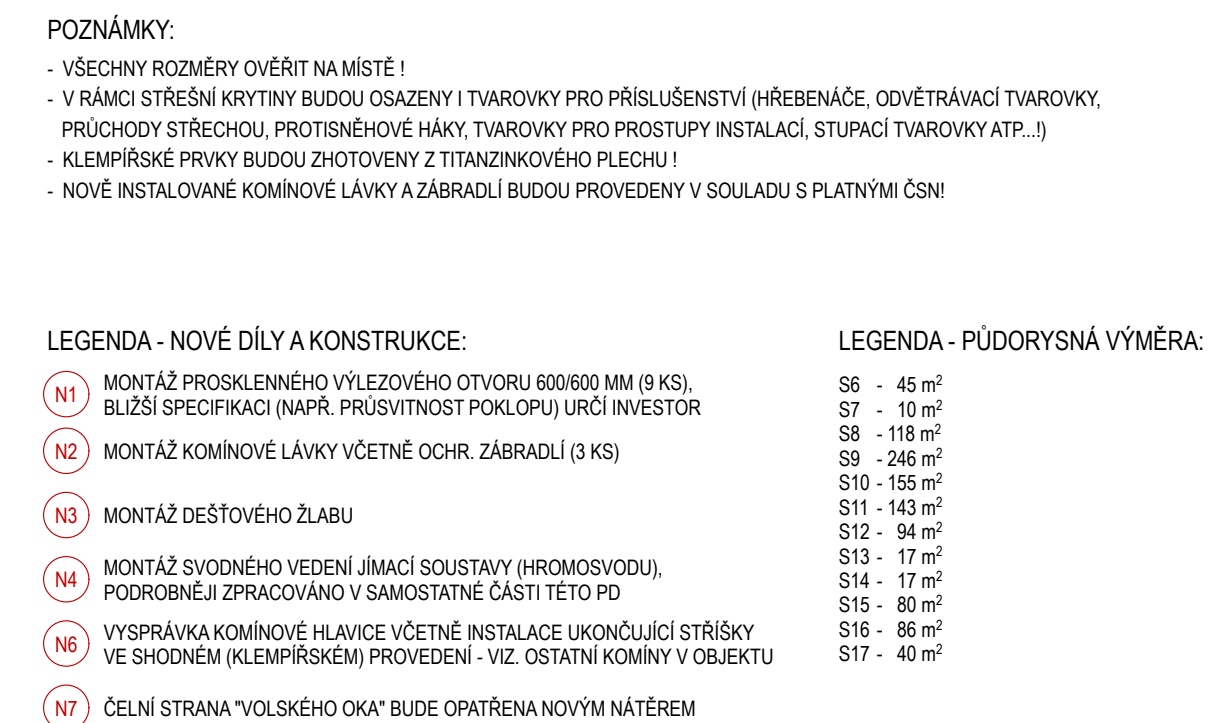 POZNÁMKY:
- VŠECHNY ROZMĚRY OVĚŘIT NA MÍSTĚ !
- V RÁMCI STŘEŠNÍ KRYTINY BUDOU OSAZENY I TVAROVKY PRO PŘÍSLUŠENSTVÍ (HŘEBENÁČE, ODVĚTRÁVACÍ TVAROVKY,
PRŮCHODY STŘECHOU, PROTISNĚHOVÉ HÁKY, TVAROVKY PRO PROSTUPY INSTALACÍ, STUPACÍ TVAROVKY ATP...!)
- KLEMPÍŘSKÉ PRVKY BUDOU ZHOTOVENY Z TITANZINKOVÉHO PLECHU !
- NOVĚ INSTALOVANÉ KOMÍNOVÉ LÁVKY A ZÁBRADLÍ BUDOU PROVEDENY V SOULADU S PLATNÝMI ČSN!
LEGENDA - NOVÉ DÍLY A KONSTRUKCE:
N1 MONTÁŽ PROSKLENNÉHO VÝLEZOVÉHO OTVORU 600/600 MM (9 KS),
BLIŽŠÍ SPECIFIKACI (NAPŘ. PRŮSVITNOST POKLOPU) URČÍ INVESTOR
N2 MONTÁŽ KOMÍNOVÉ LÁVKY VČETNĚ OCHR. ZÁBRADLÍ (3 KS)
N3 MONTÁŽ DEŠŤOVÉHO ŽLABU
N4 MONTÁŽ SVODNÉHO VEDENÍ JÍMACÍ SOUSTAVY (HROMOSVODU),
PODROBNĚJI ZPRACOVÁNO V SAMOSTATNÉ ČÁSTI TÉTO PD
N6 VYSPRÁVKA KOMÍNOVÉ HLAVICE VČETNĚ INSTALACE UKONČUJÍCÍ STŘÍŠKY
VE SHODNÉM (KLEMPÍŘSKÉM) PROVEDENÍ - VIZ. OSTATNÍ KOMÍNY V OBJEKTU
N7 ČELNÍ STRANA "VOLSKÉHO OKA" BUDE OPATŘENA NOVÝM NÁTĚREM
LEGENDA - PŮDORYSNÁ VÝMĚRA:
S6 - 45 m²
S7 - 10 m²
S8 - 118 m²
S9 - 246 m²
S10 - 155 m²
S11 - 143 m²
S12 - 94 m²
S13 - 17 m²
S14 - 17 m²
S15 - 80 m²
S16 - 86 m²
S17 - 40 m²